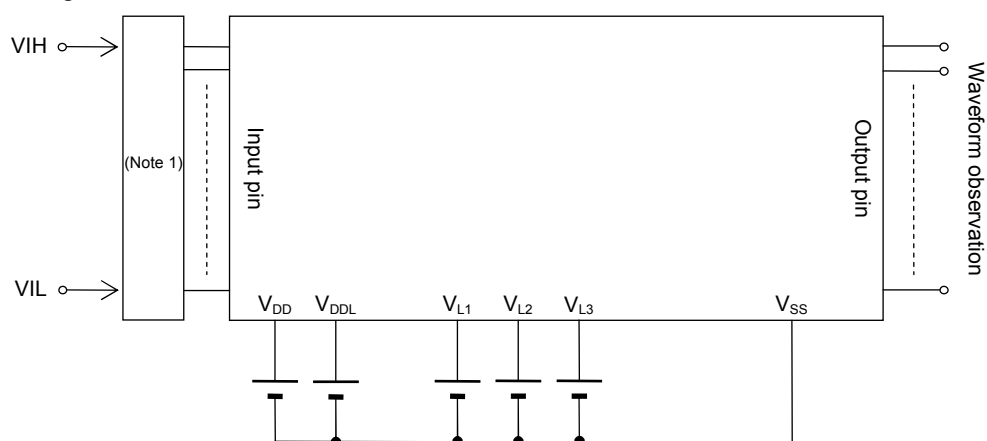 VIH
(Note 1)
VIL
Input pin
Output pin
Waveform observation
VDD
VDDL
VL1
VL2
VL3
VSS